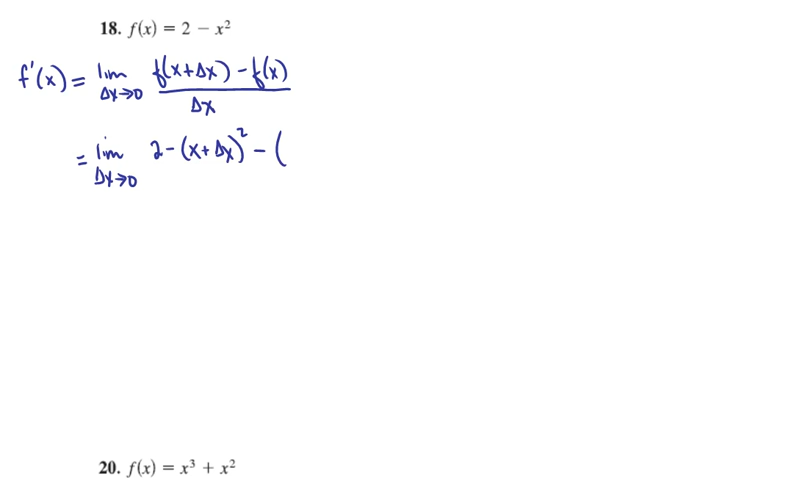 18. f(x) = 2 − x²
f'(x) = lim Δx→0 f(x+Δx) − f(x) / Δx
= lim Δx→0 2 − (x+Δx)² − (
20. f(x) = x³ + x²